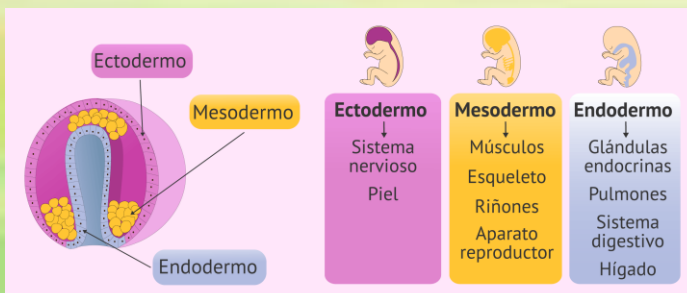 Ectodermo
Mesodermo
Endodermo
Ectodermo
Sistema
nervioso
Piel
Mesodermo
Músculos
Esqueleto
Riñones
Aparato
reproductor
Endodermo
Glándulas
endocrinas
Pulmones
Sistema
digestivo
Hígado